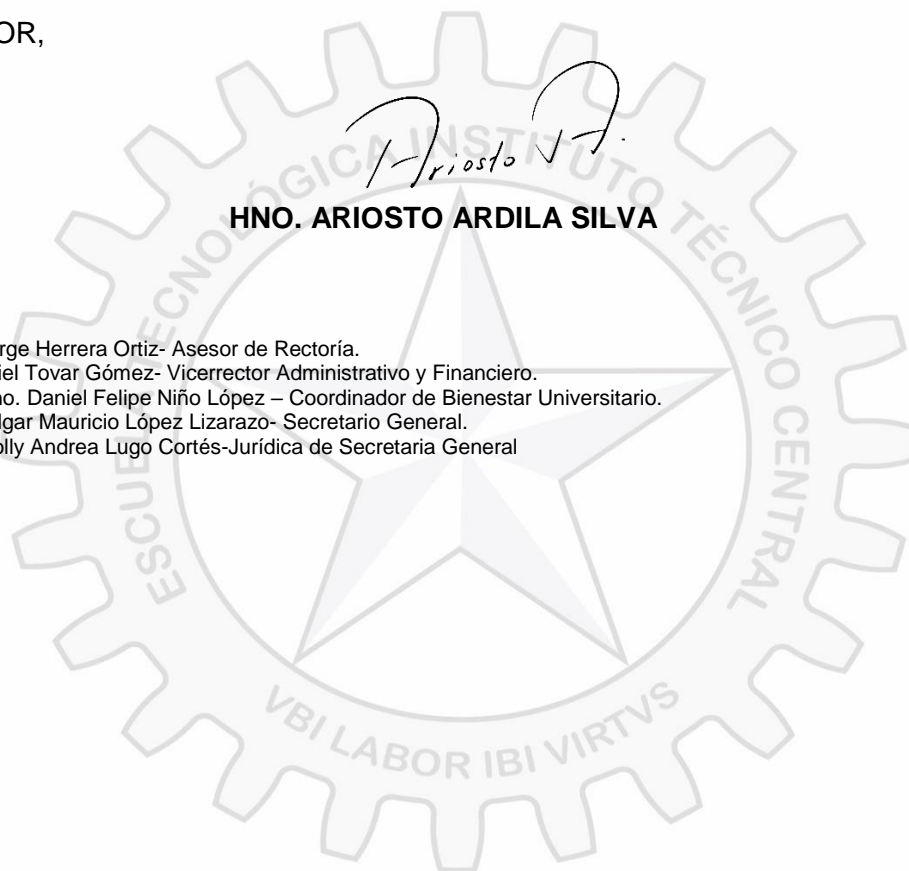 OR,
Ariosto A.
HNO. ARIOSTO ARDILA SILVA
rge Herrera Ortiz- Asesor de Rectoría.
iel Tovar Gómez- Vicerrector Administrativo y Financiero.
no. Daniel Felipe Niño López – Coordinador de Bienestar Universitario.
lgar Mauricio López Lizarazo- Secretario General.
olly Andrea Lugo Cortés-Jurídica de Secretaria General
ESCUELA TECNOLÓGICA INSTITUTO TÉCNICO CENTRAL
VBI LABOR IBI VIRTVS